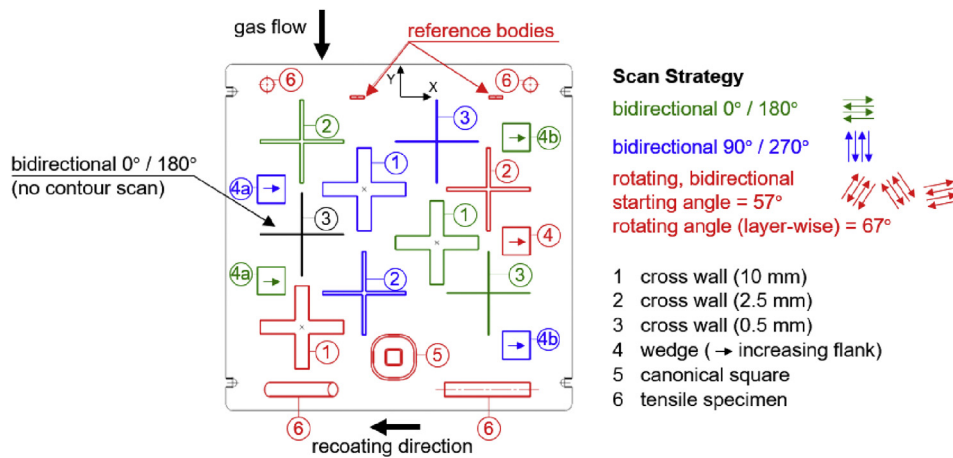 gas flow
reference bodies
6
Y
X
6
2
3
4b
bidirectional 0° / 180°
(no contour scan)
1
4a
2
3
1
4
4a
2
3
1
5
4b
6
6
recoating direction
Scan Strategy
bidirectional 0° / 180°
bidirectional 90° / 270°
rotating, bidirectional
starting angle = 57°
rotating angle (layer-wise) = 67°
1 cross wall (10 mm)
2 cross wall (2.5 mm)
3 cross wall (0.5 mm)
4 wedge ( → increasing flank)
5 canonical square
6 tensile specimen